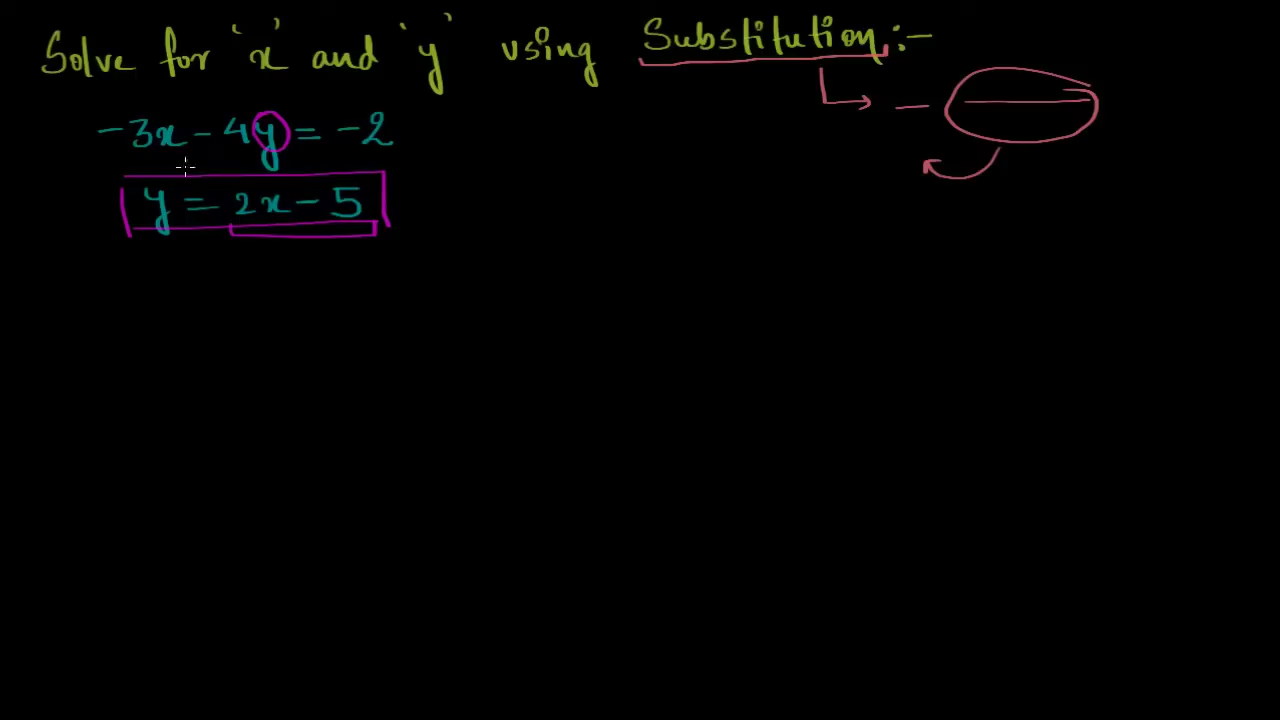 Solve for 'x' and 'y' using Substitution :-
-3x - 4y = -2
y = 2x - 5